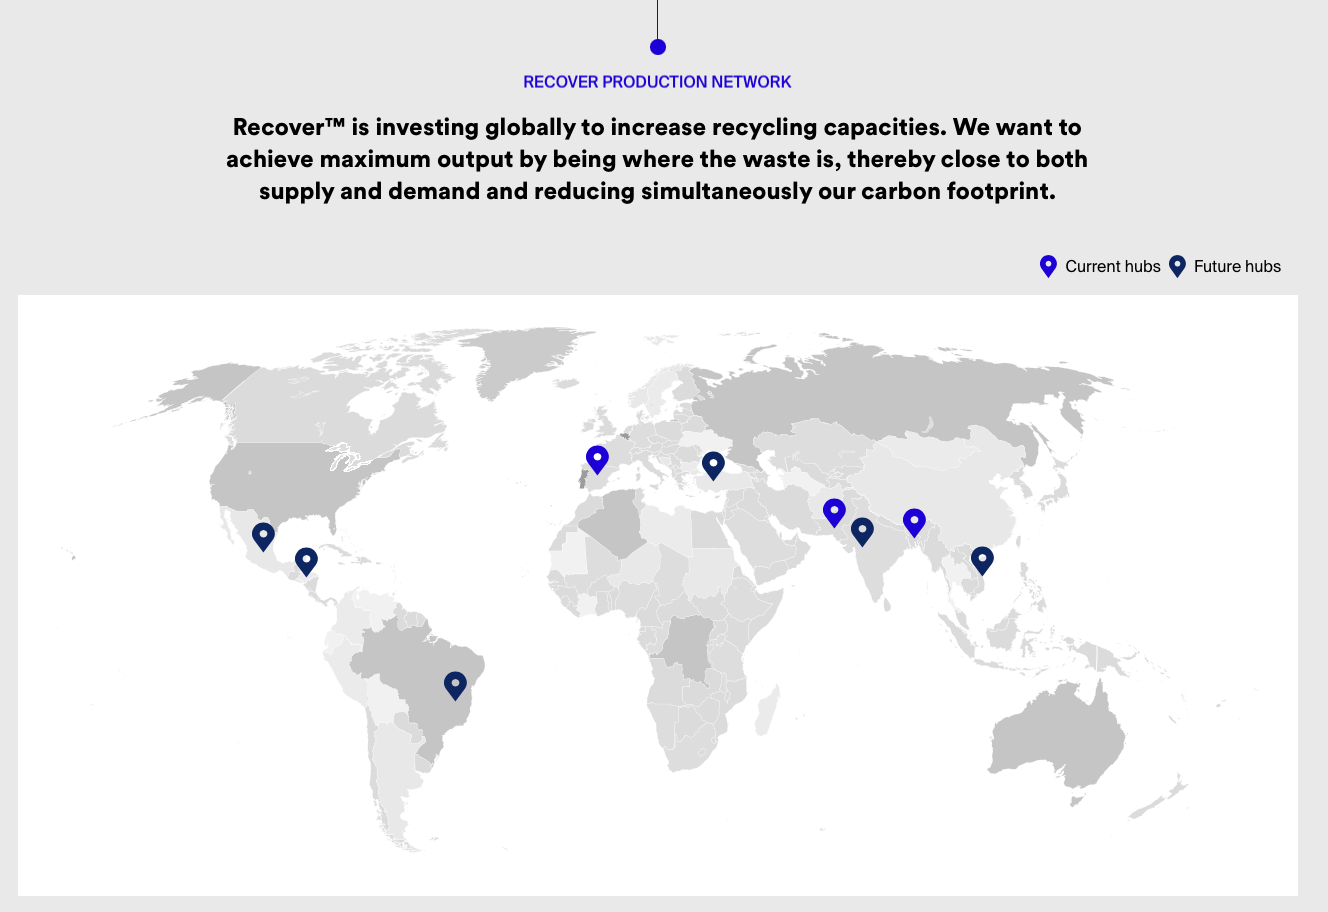 RECOVER PRODUCTION NETWORK
Recover™ is investing globally to increase recycling capacities. We want to
achieve maximum output by being where the waste is, thereby close to both
supply and demand and reducing simultaneously our carbon footprint.
Current hubs Future hubs